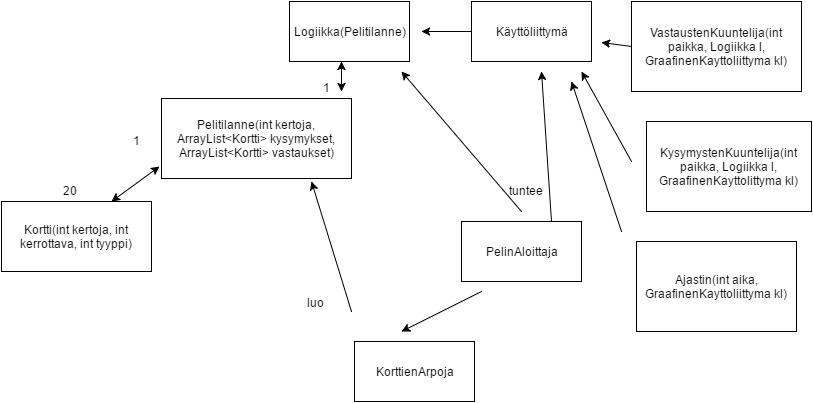 Logiikka(Pelitilanne)
Käyttöliittymä
VastaustenKuuntelija(int
paikka, Logiikka l,
GraafinenKayttoliittyma kl)
1
Pelitilanne(int kertoja,
ArrayList<Kortti> kysymykset,
ArrayList<Kortti> vastaukset)
1
KysymystenKuuntelija(int
paikka, Logiikka l,
GraafinenKayttolittyma kl)
20
tuntee
Kortti(int kertoja, int
kerrottava, int tyyppi)
PelinAloittaja
Ajastin(int aika,
GraafinenKayttoliittyma kl)
luo
KorttienArpoja